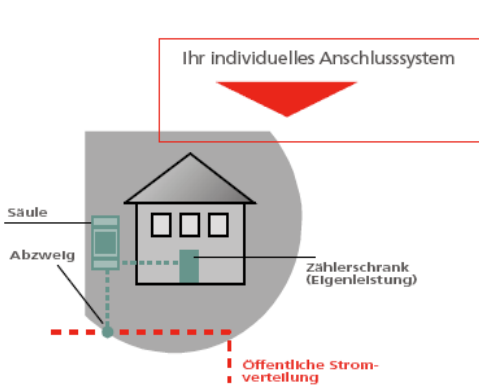 Ihr individuelles Anschlusssystem
Säule
Abzweig
Zählerschrank
(Eigenleistung)
Öffentliche Strom-
verteilung